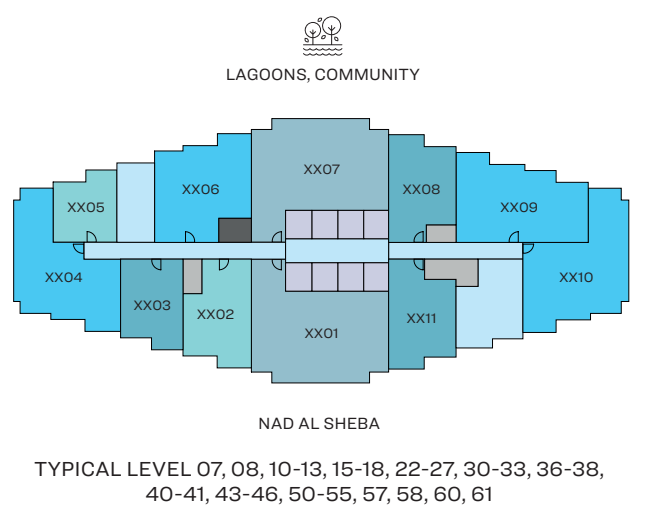 LAGOONS, COMMUNITY
XX07
XX06
XX08
XX05
XX09
XX04
XX10
XX03
XX02
XX01
XX11
NAD AL SHEBA
TYPICAL LEVEL 07, 08, 10-13, 15-18, 22-27, 30-33, 36-38,
40-41, 43-46, 50-55, 57, 58, 60, 61